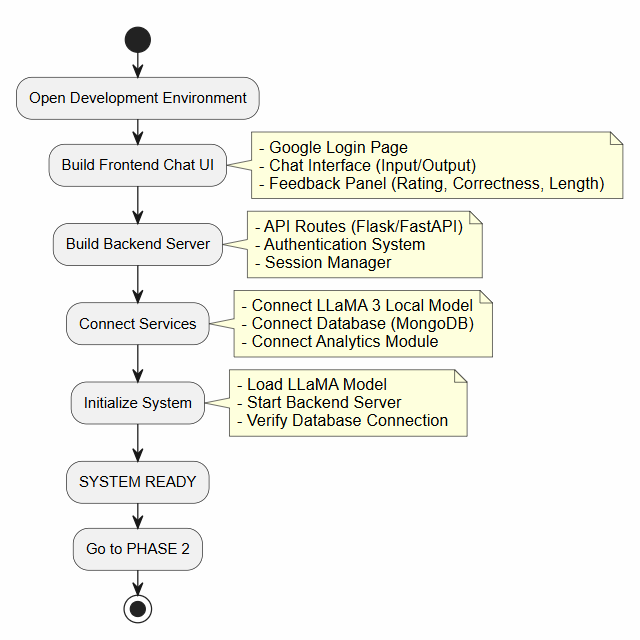 Open Development Environment
Build Frontend Chat UI
- Google Login Page
- Chat Interface (Input/Output)
- Feedback Panel (Rating, Correctness, Length)
Build Backend Server
- API Routes (Flask/FastAPI)
- Authentication System
- Session Manager
Connect Services
- Connect LLaMA 3 Local Model
- Connect Database (MongoDB)
- Connect Analytics Module
Initialize System
- Load LLaMA Model
- Start Backend Server
- Verify Database Connection
SYSTEM READY
Go to PHASE 2